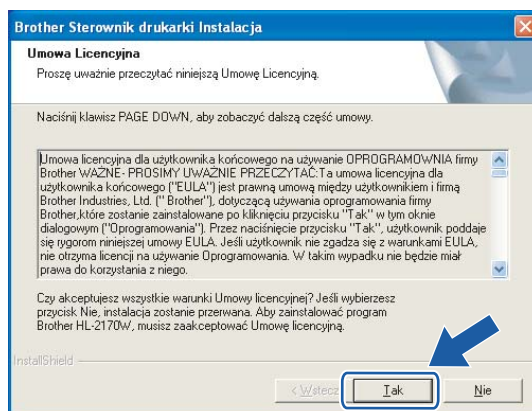 Brother Sterownik drukarki Instalacja
Umowa Licencyjna
Proszę uważnie przeczytać niniejszą Umowę Licencyjną.
Naciśnij klawisz PAGE DOWN, aby zobaczyć dalszą część umowy.
Umowa licencyjna dla użytkownika końcowego na używanie OPROGRAMOWNIA firmy
Brother WAŻNE- PROSIMY UWAŻNIE PRZECZYTAĆ:Ta umowa licencyjna dla
użytkownika końcowego ("EULA") jest prawną umową między użytkownikiem i firmą
Brother Industries, Ltd. (" Brother"), dotyczącą używania oprogramowania firmy
Brother,które zostanie zainstalowane po kliknięciu przycisku "Tak" w tym oknie
dialogowym ("Oprogramowania"). Przez naciśnięcie przycisku "Tak", użytkownik poddaje
się rygorom niniejszej umowy EULA. Jeśli użytkownik nie zgadza się z warunkami EULA,
nie otrzyma licencji na używanie Oprogramowania. W takim wypadku nie będzie miał
prawa do korzystania z niego.
Czy akceptujesz wszystkie warunki Umowy licencyjnej? Jeśli wybierzesz
przycisk Nie, instalacja zostanie przerwana. Aby zainstalować program
Brother HL-2170W, musisz zaakceptować Umowę licencyjną.
InstallShield
< Wstecz Tak Nie